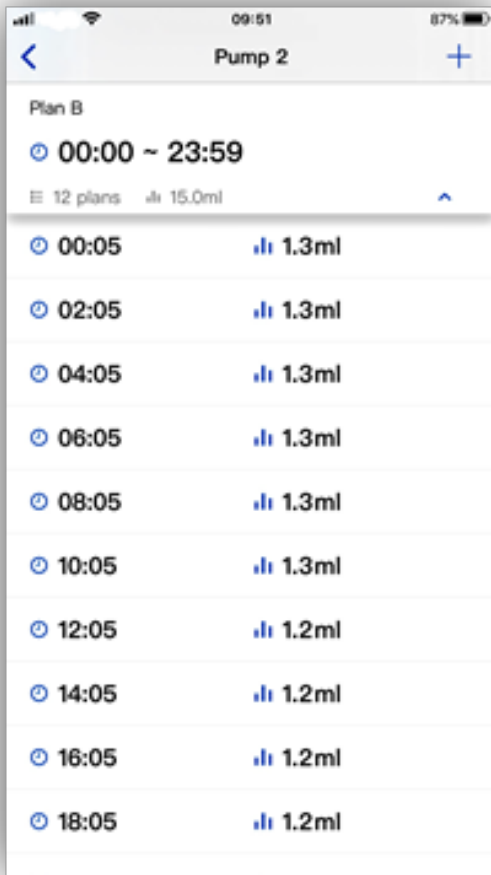 09:51 87%
Pump 2
Plan B
00:00 ~ 23:59
12 plans 15.0ml
00:05 1.3ml
02:05 1.3ml
04:05 1.3ml
06:05 1.3ml
08:05 1.3ml
10:05 1.3ml
12:05 1.2ml
14:05 1.2ml
16:05 1.2ml
18:05 1.2ml